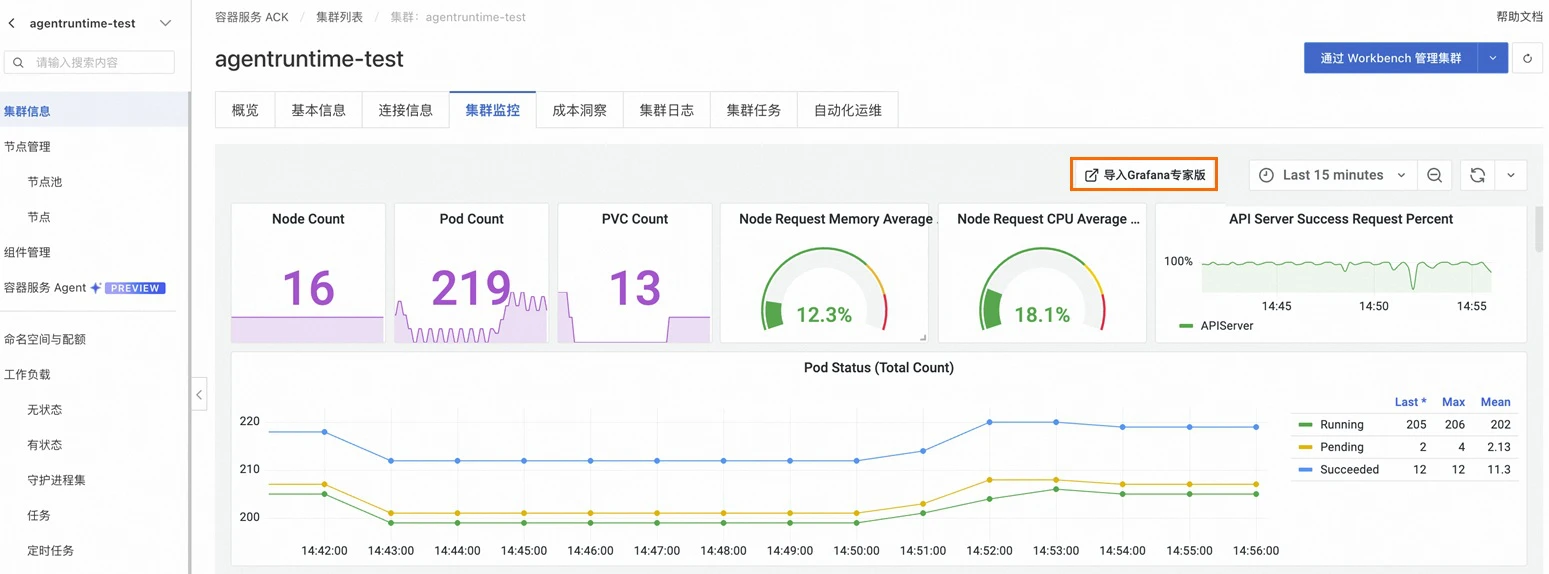 agentruntime-test
请输入搜索内容
集群信息
节点管理
节点池
节点
组件管理
容器服务 Agent PREVIEW
命名空间与配额
工作负载
无状态
有状态
守护进程集
任务
定时任务
容器服务 ACK / 集群列表 / 集群: agentruntime-test
帮助文档
agentruntime-test
通过 Workbench 管理集群
概览 基本信息 连接信息 集群监控 成本洞察 集群日志 集群任务 自动化运维
导入Grafana专家版
Last 15 minutes
Node Count
16
Pod Count
219
PVC Count
13
Node Request Memory Average .
12.3%
Node Request CPU Average ...
18.1%
API Server Success Request Percent
100%
14:45 14:50 14:55
APIServer
Pod Status (Total Count)
220
210
200
14:42:00 14:43:00 14:44:00 14:45:00 14:46:00 14:47:00 14:48:00 14:49:00 14:50:00 14:51:00 14:52:00 14:53:00 14:54:00 14:55:00 14:56:00
Last * Max Mean
Running 205 206 202
Pending 2 4 2.13
Succeeded 12 12 11.3